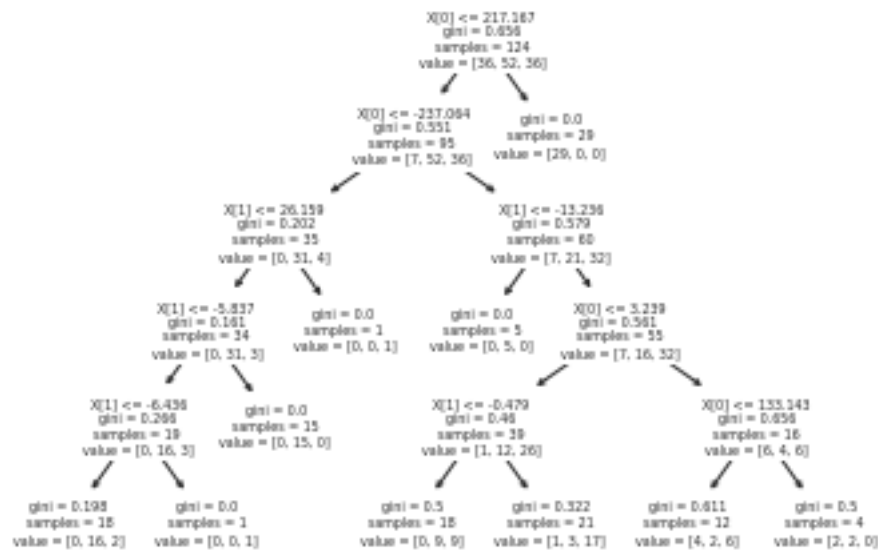 X[0] <= 217.167
gini = 0.656
samples = 124
value = [36, 52, 36]
X[0] <= -237.064
gini = 0.551
samples = 95
value = [7, 52, 36]
gini = 0.0
samples = 29
value = [29, 0, 0]
X[1] <= 26.159
gini = 0.202
samples = 35
value = [0, 31, 4]
X[1] <= -13.236
gini = 0.579
samples = 60
value = [7, 21, 32]
X[1] <= -5.837
gini = 0.161
samples = 34
value = [0, 31, 3]
gini = 0.0
samples = 1
value = [0, 0, 1]
gini = 0.0
samples = 5
value = [0, 5, 0]
X[0] <= 3.239
gini = 0.561
samples = 55
value = [7, 16, 32]
X[1] <= -6.436
gini = 0.266
samples = 19
value = [0, 16, 3]
gini = 0.0
samples = 15
value = [0, 15, 0]
X[1] <= -0.479
gini = 0.46
samples = 39
value = [1, 12, 26]
X[0] <= 133.143
gini = 0.656
samples = 16
value = [6, 4, 6]
gini = 0.198
samples = 18
value = [0, 16, 2]
gini = 0.0
samples = 1
value = [0, 0, 1]
gini = 0.5
samples = 18
value = [0, 9, 9]
gini = 0.322
samples = 21
value = [1, 3, 17]
gini = 0.611
samples = 12
value = [4, 2, 6]
gini = 0.5
samples = 4
value = [2, 2, 0]